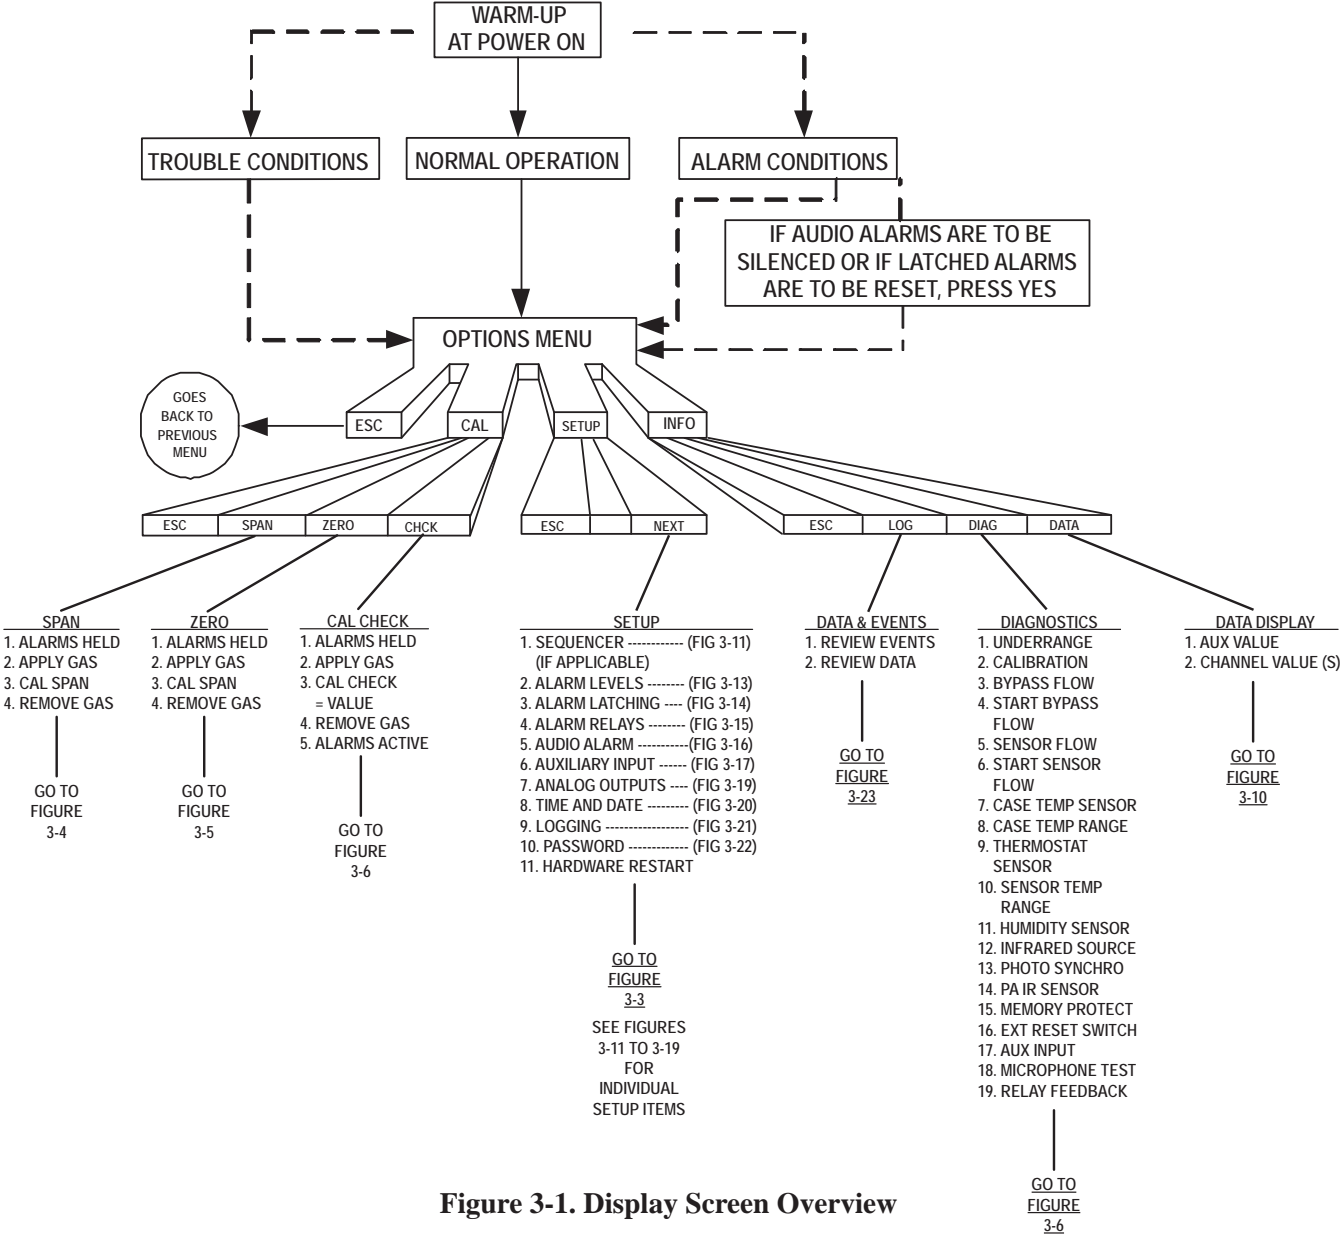 WARM-UP
AT POWER ON
TROUBLE CONDITIONS
NORMAL OPERATION
ALARM CONDITIONS
IF AUDIO ALARMS ARE TO BE
SILENCED OR IF LATCHED ALARMS
ARE TO BE RESET, PRESS YES
OPTIONS MENU
GOES
BACK TO
PREVIOUS
MENU
ESC
CAL
SETUP
INFO
ESC
SPAN
ZERO
CHCK
ESC
NEXT
ESC
LOG
DIAG
DATA
SPAN
1. ALARMS HELD
2. APPLY GAS
3. CAL SPAN
4. REMOVE GAS
GO TO
FIGURE
3-4
ZERO
1. ALARMS HELD
2. APPLY GAS
3. CAL SPAN
4. REMOVE GAS
GO TO
FIGURE
3-5
CAL CHECK
1. ALARMS HELD
2. APPLY GAS
3. CAL CHECK
= VALUE
4. REMOVE GAS
5. ALARMS ACTIVE
GO TO
FIGURE
3-6
SETUP
1. SEQUENCER ------------ (FIG 3-11)
(IF APPLICABLE)
2. ALARM LEVELS -------- (FIG 3-13)
3. ALARM LATCHING ---- (FIG 3-14)
4. ALARM RELAYS -------- (FIG 3-15)
5. AUDIO ALARM -----------(FIG 3-16)
6. AUXILIARY INPUT ------ (FIG 3-17)
7. ANALOG OUTPUTS ---- (FIG 3-19)
8. TIME AND DATE --------- (FIG 3-20)
9. LOGGING ------------------ (FIG 3-21)
10. PASSWORD ------------- (FIG 3-22)
11. HARDWARE RESTART
GO TO
FIGURE
3-3
SEE FIGURES
3-11 TO 3-19
FOR
INDIVIDUAL
SETUP ITEMS
DATA & EVENTS
1. REVIEW EVENTS
2. REVIEW DATA
GO TO
FIGURE
3-23
DIAGNOSTICS
1. UNDERRANGE
2. CALIBRATION
3. BYPASS FLOW
4. START BYPASS
FLOW
5. SENSOR FLOW
6. START SENSOR
FLOW
7. CASE TEMP SENSOR
8. CASE TEMP RANGE
9. THERMOSTAT
SENSOR
10. SENSOR TEMP
RANGE
11. HUMIDITY SENSOR
12. INFRARED SOURCE
13. PHOTO SYNCHRO
14. PA IR SENSOR
15. MEMORY PROTECT
16. EXT RESET SWITCH
17. AUX INPUT
18. MICROPHONE TEST
19. RELAY FEEDBACK
GO TO
FIGURE
3-6
DATA DISPLAY
1. AUX VALUE
2. CHANNEL VALUE (S)
GO TO
FIGURE
3-10
Figure 3-1. Display Screen Overview